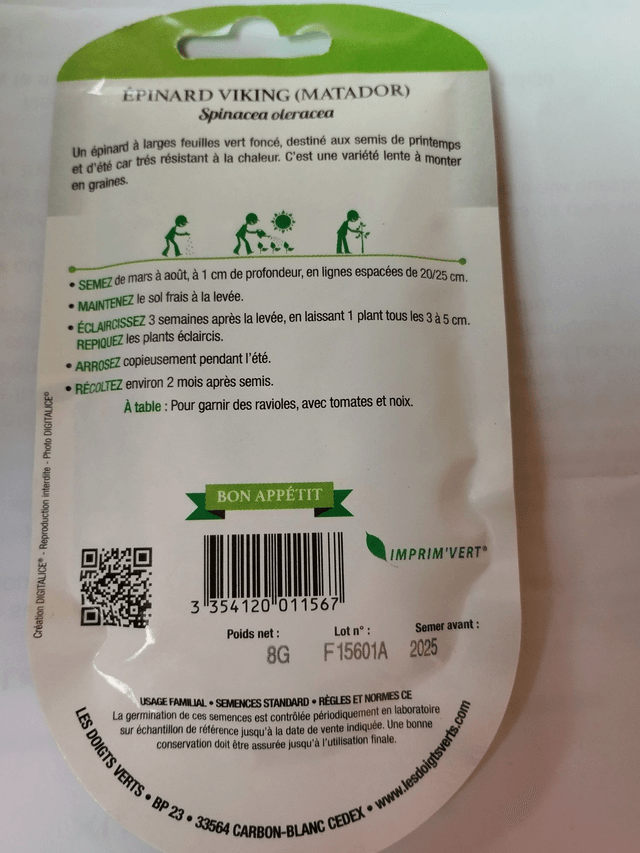 ÉPINARD VIKING (MATADOR)
Spinacea oleracea
Un épinard à larges feuilles vert foncé, destiné aux semis de printemps
et d'été car trés résistant à la chaleur. C'est une variété lente à monter
en graines.
• SEMEZ de mars à août, à 1 cm de profondeur, en lignes espacées de 20/25 cm.
• MAINTENEZ le sol frais à la levée.
• ÉCLAIRCISSEZ 3 semaines après la levée, en laissant 1 plant tous les 3 à 5 cm.
REPIQUEZ les plants éclaircis.
• ARROSEZ copieusement pendant l'été.
• RÉCOLTEZ environ 2 mois après semis.
À table : Pour garnir des ravioles, avec tomates et noix.
Création DIGITALICE® - Reproduction interdite - Photo DIGITALICE®
BON APPÉTIT
IMPRIM'VERT®
3 354120 011567
Poids net : Lot n° : Semer avant :
8G F15601A 2025
USAGE FAMILIAL • SEMENCES STANDARD • RÈGLES ET NORMES CE
La germination de ces semences est contrôlée périodiquement en laboratoire
sur échantillon de référence jusqu'à la date de vente indiquée. Une bonne
conservation doit être assurée jusqu'à l'utilisation finale.
LES DOIGTS VERTS • BP 23 • 33564 CARBON-BLANC CEDEX • www.lesdoigtsverts.com